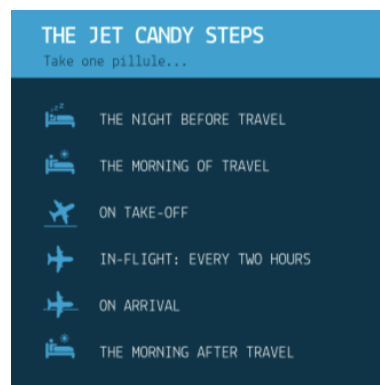 THE JET CANDY STEPS
Take one pillule...
THE NIGHT BEFORE TRAVEL
THE MORNING OF TRAVEL
ON TAKE-OFF
IN-FLIGHT: EVERY TWO HOURS
ON ARRIVAL
THE MORNING AFTER TRAVEL